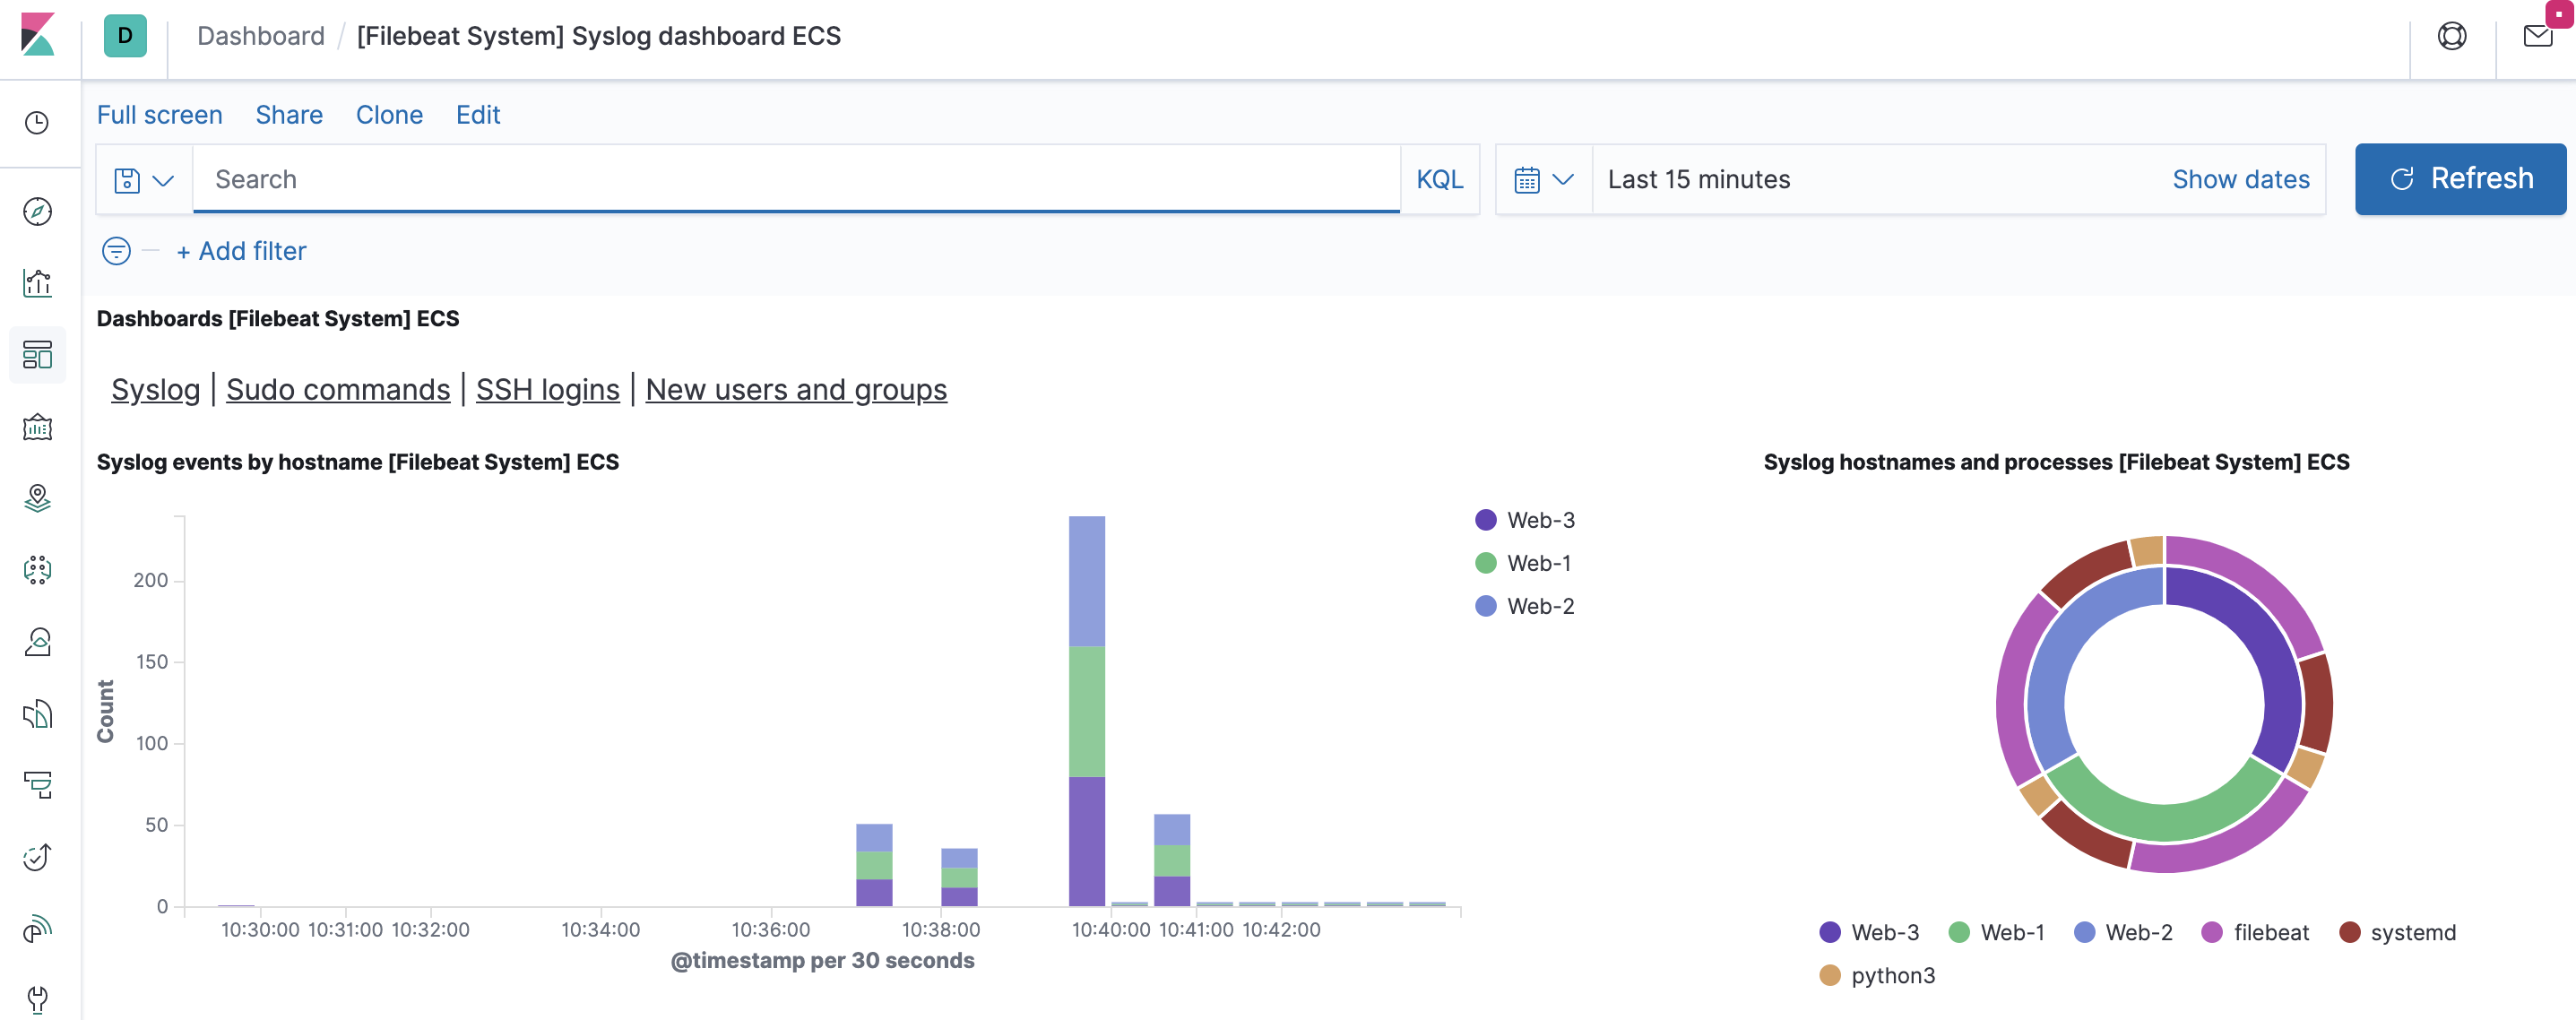 D Dashboard / [Filebeat System] Syslog dashboard ECS
Full screen Share Clone Edit
Search KQL Last 15 minutes Show dates Refresh
+ Add filter
Dashboards [Filebeat System] ECS
Syslog | Sudo commands | SSH logins | New users and groups
Syslog events by hostname [Filebeat System] ECS
Count
200
150
100
50
0
10:30:00 10:31:00 10:32:00 10:34:00 10:36:00 10:38:00 10:40:00 10:41:00 10:42:00
@timestamp per 30 seconds
Web-3
Web-1
Web-2
Syslog hostnames and processes [Filebeat System] ECS
Web-3 Web-1 Web-2 filebeat systemd
python3